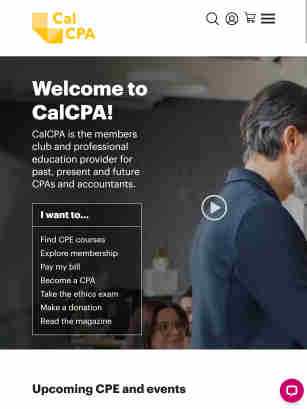 Cal
CPA
Welcome to
CalCPA!
CalCPA is the members
club and professional
education provider for
past, present and future
CPAs and accountants.
I want to...
Find CPE courses
Explore membership
Pay my bill
Become a CPA
Take the ethics exam
Make a donation
Read the magazine
Upcoming CPE and events